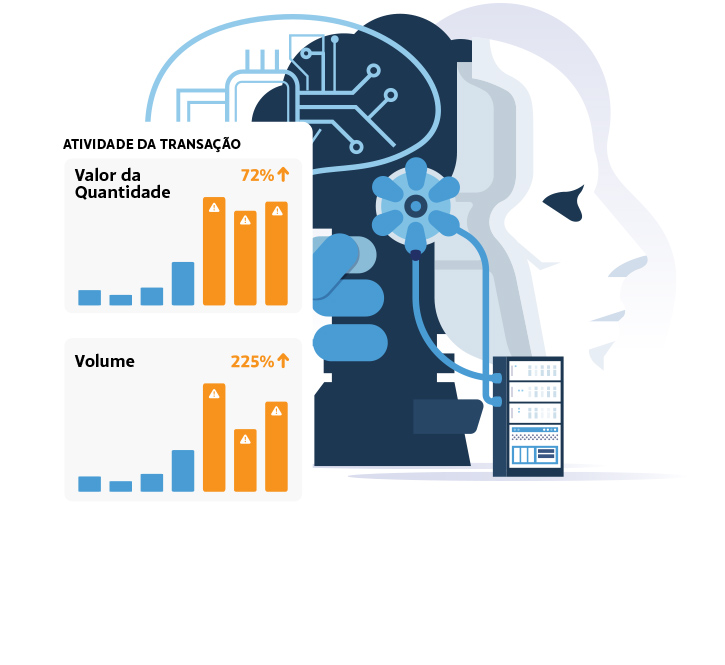 ATIVIDADE DA TRANSAÇÃO
Valor da
Quantidade
72%
Volume
225%